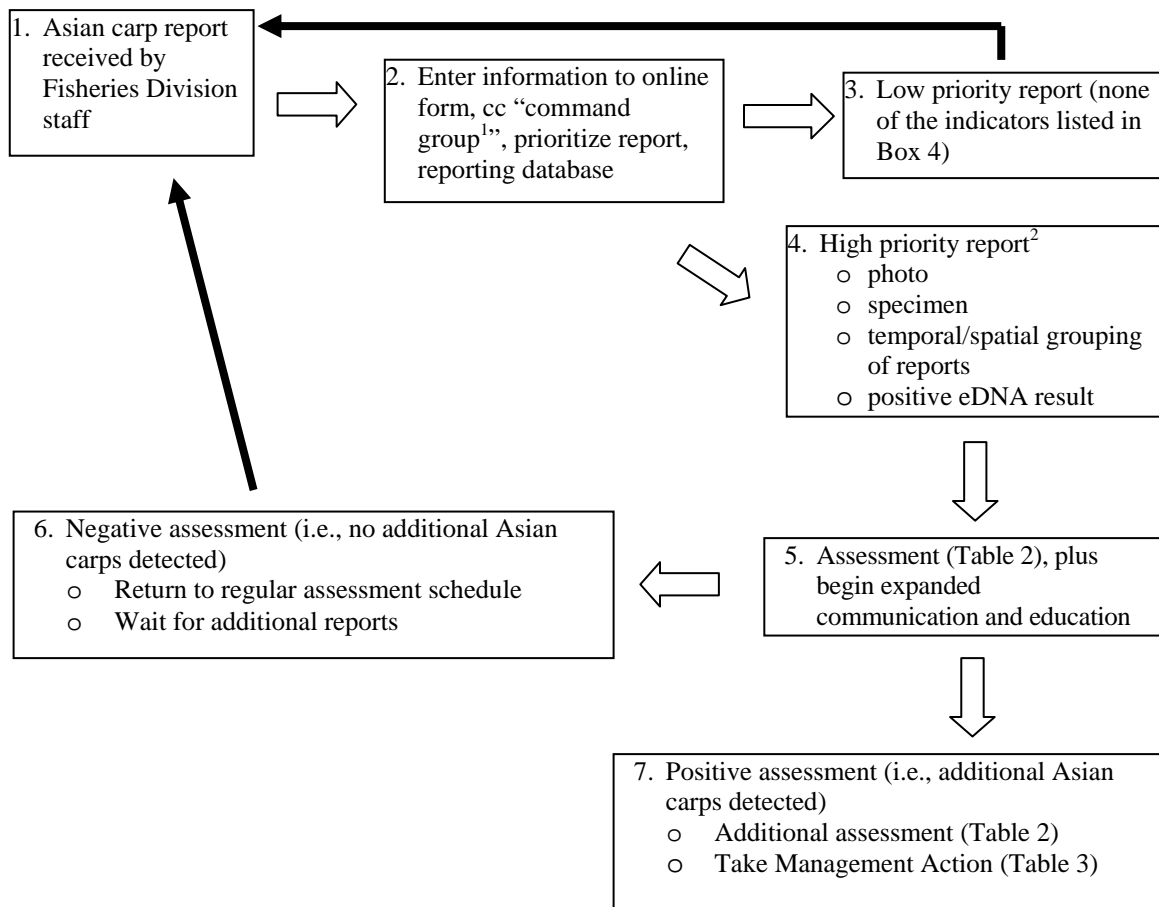 1. Asian carp report
received by
Fisheries Division
staff
2. Enter information to online
form, cc “command
group1”, prioritize report,
reporting database
3. Low priority report (none
of the indicators listed in
Box 4)
4. High priority report2
o photo
o specimen
o temporal/spatial grouping
of reports
o positive eDNA result
5. Assessment (Table 2), plus
begin expanded
communication and education
6. Negative assessment (i.e., no additional Asian
carps detected)
o Return to regular assessment schedule
o Wait for additional reports
7. Positive assessment (i.e., additional Asian
carps detected)
o Additional assessment (Table 2)
o Take Management Action (Table 3)